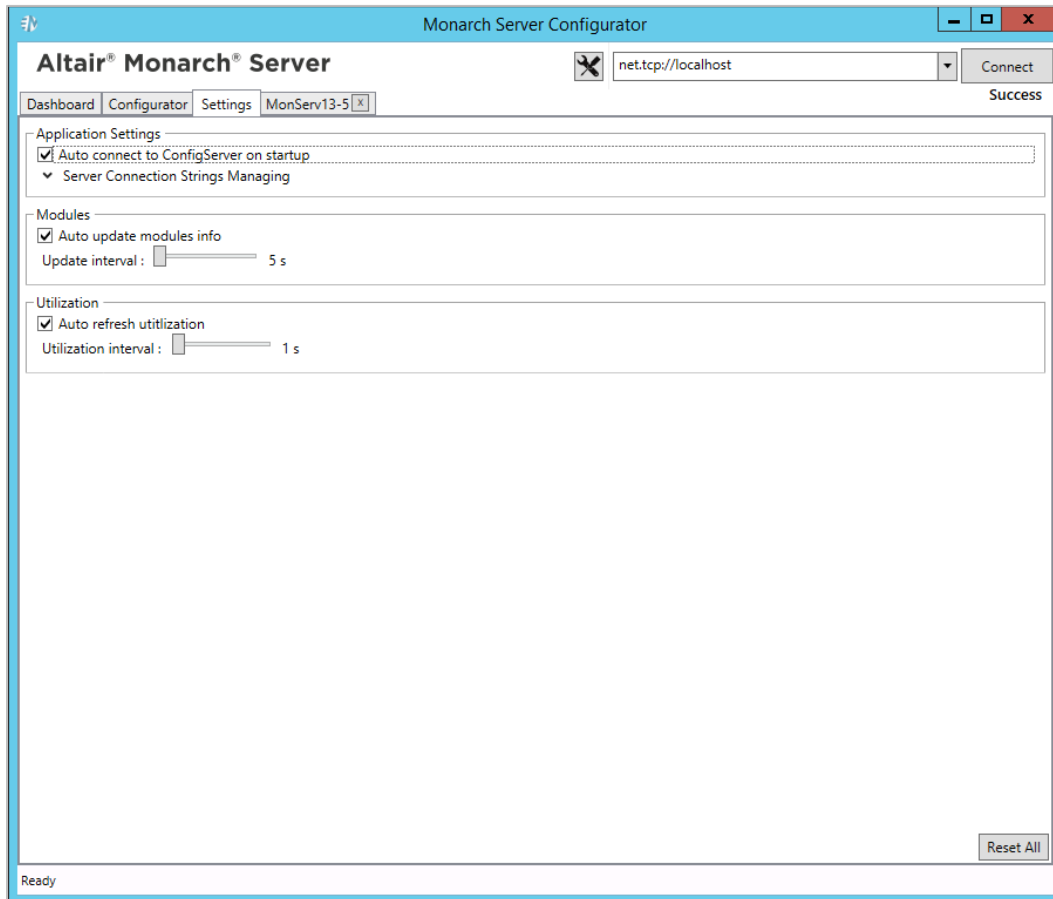 Monarch Server Configurator
Altair® Monarch® Server
net.tcp://localhost
Connect
Success
Dashboard Configurator Settings MonServ13-5 x
Application Settings
Auto connect to ConfigServer on startup
Server Connection Strings Managing
Modules
Auto update modules info
Update interval : 5 s
Utilization
Auto refresh utitlization
Utilization interval : 1 s
Reset All
Ready